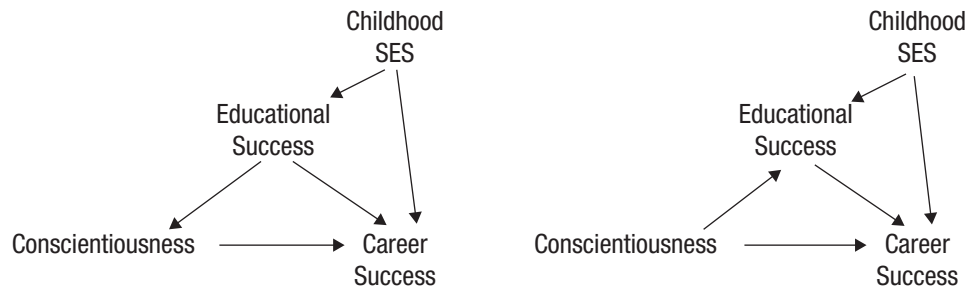 Childhood
SES
Educational
Success
Conscientiousness
Career
Success
Childhood
SES
Educational
Success
Conscientiousness
Career
Success